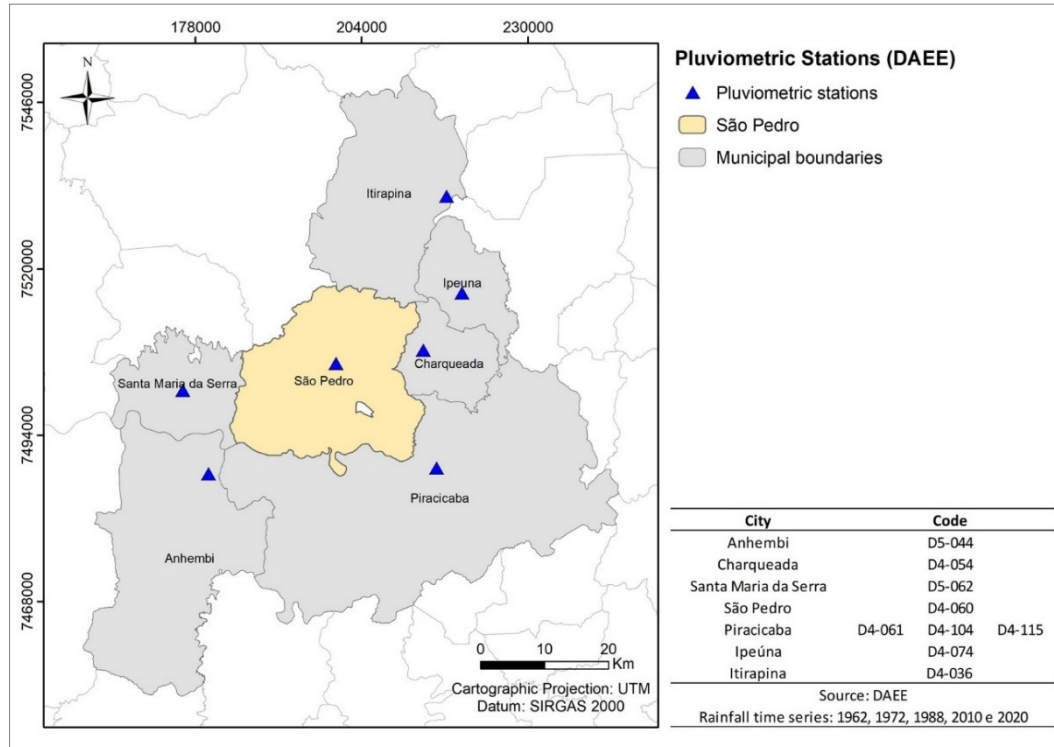 178000 204000 230000
N
7546000
7520000
7494000
7468000
Itirapina
Ipeuna
Charqueada
São Pedro
Santa Maria da Serra
Piracicaba
Anhembi
0 10 20
Km
Cartographic Projection: UTM
Datum: SIRGAS 2000
Pluviometric Stations (DAEE)
Pluviometric stations
São Pedro
Municipal boundaries
City Code
Anhembi D5-044
Charqueada D4-054
Santa Maria da Serra D5-062
São Pedro D4-060
Piracicaba D4-061 D4-104 D4-115
Ipeúna D4-074
Itirapina D4-036
Source: DAEE
Rainfall time series: 1962, 1972, 1988, 2010 e 2020